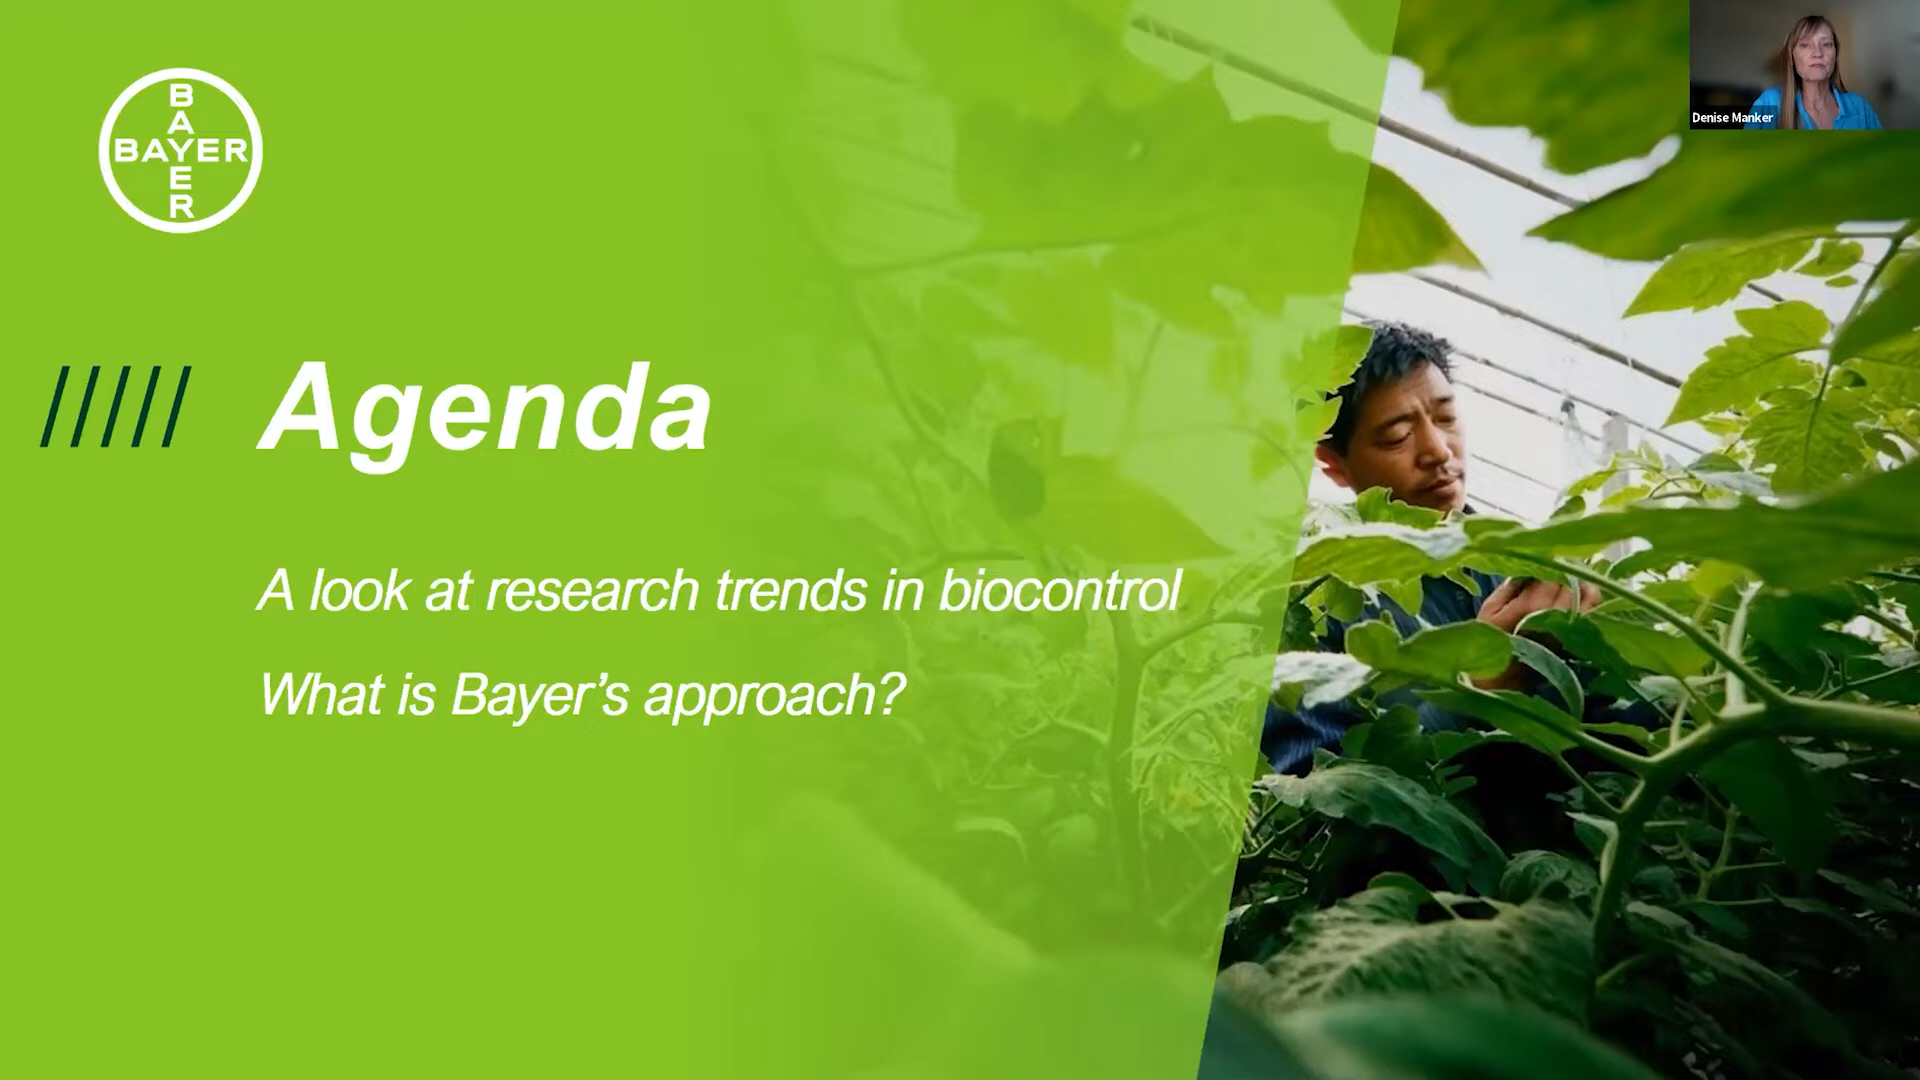 BAYER
BAYER
Agenda
A look at research trends in biocontrol
What is Bayer's approach?
Denise Manker